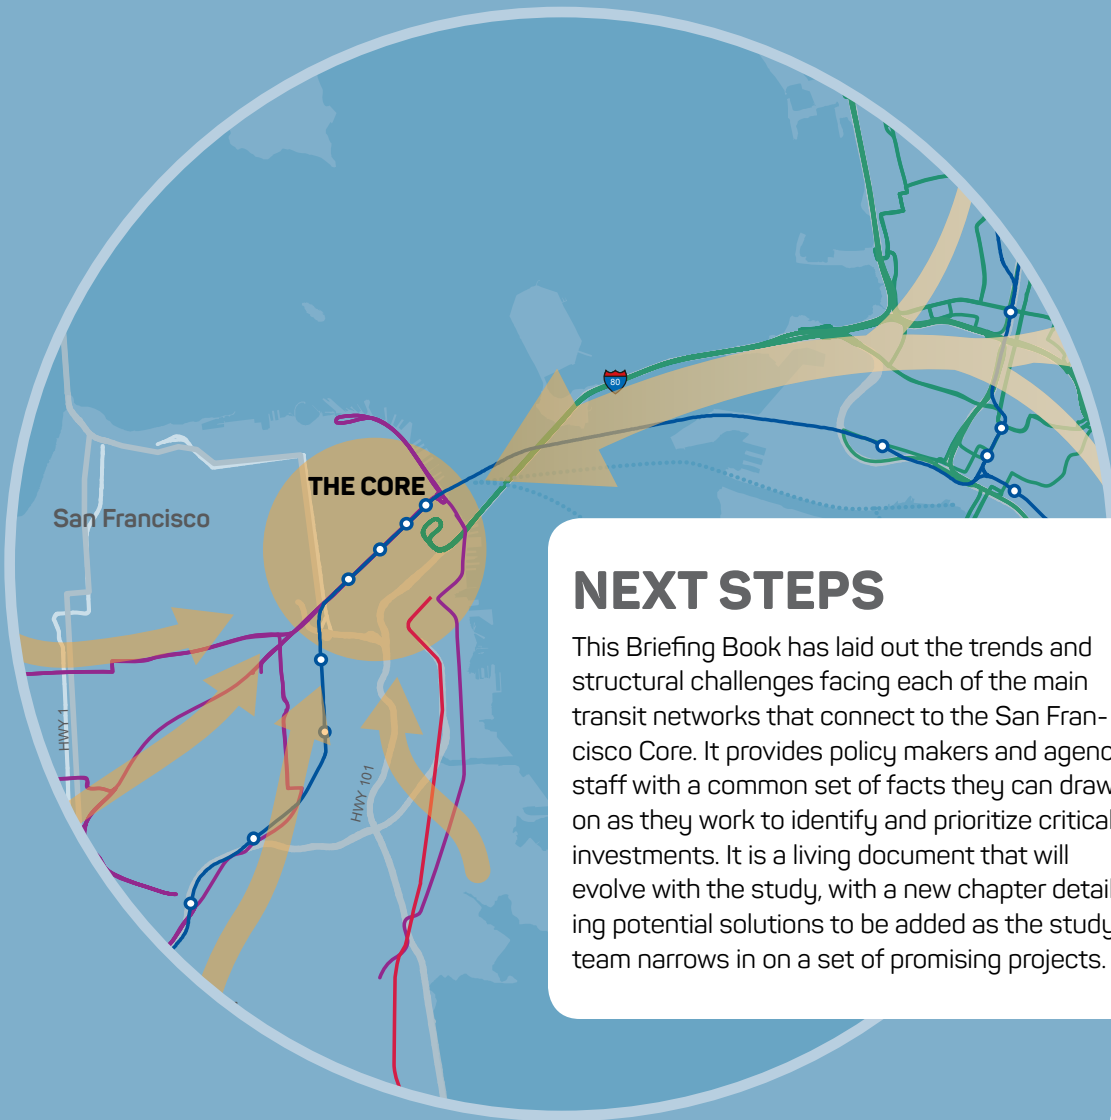 80
THE CORE
San Francisco
HWY 1
HWY 101
NEXT STEPS
This Briefing Book has laid out the trends and
structural challenges facing each of the main
transit networks that connect to the San Fran-
cisco Core. It provides policy makers and agenc
staff with a common set of facts they can draw
on as they work to identify and prioritize critical
investments. It is a living document that will
evolve with the study, with a new chapter detail
ing potential solutions to be added as the study
team narrows in on a set of promising projects.